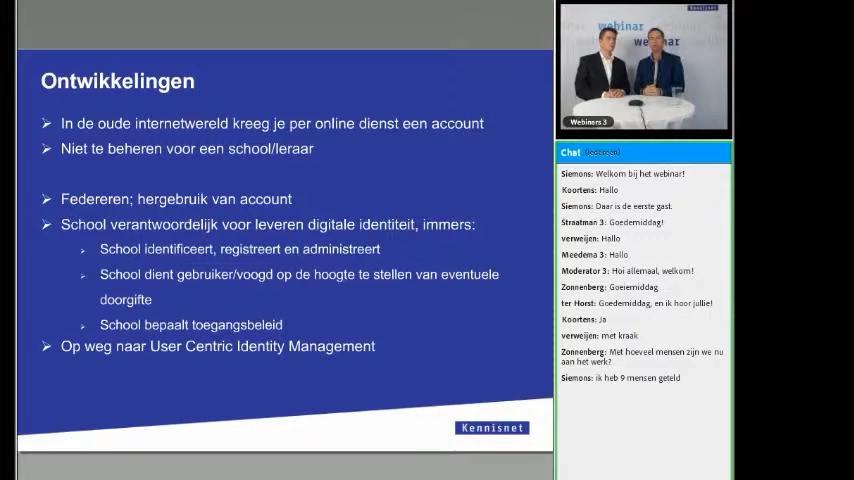 Ontwikkelingen
In de oude internetwereld kreeg je per online dienst een account
Niet te beheren voor een school/leraar
Federeren; hergebruik van account
School verantwoordelijk voor leveren digitale identiteit, immers:
School identificeert, registreert en administreert
School dient gebruiker/voogd op de hoogte te stellen van eventuele
doorgifte
School bepaalt toegangsbeleid
Op weg naar User Centric Identity Management
Kennisnet
Kennisnet
webinar
webinar
Webinars 3
Chat (iedereen)
Siemons: Welkom bij het webinar!
Koortens: Hallo
Siemons: Daar is de eerste gast.
Straatman 3: Goedemiddag!
verweijen: Hallo
Meedema 3: Hallo
Moderator 3: Hoi allemaal, welkom!
Zonnenberg: Goeiemiddag
ter Horst: Goedemiddag, en ik hoor jullie!
Koortens: Ja
verweijen: met kraak
Zonnenberg: Met hoeveel mensen zijn we nu
aan het werk?
Siemons: ik heb 9 mensen geteld